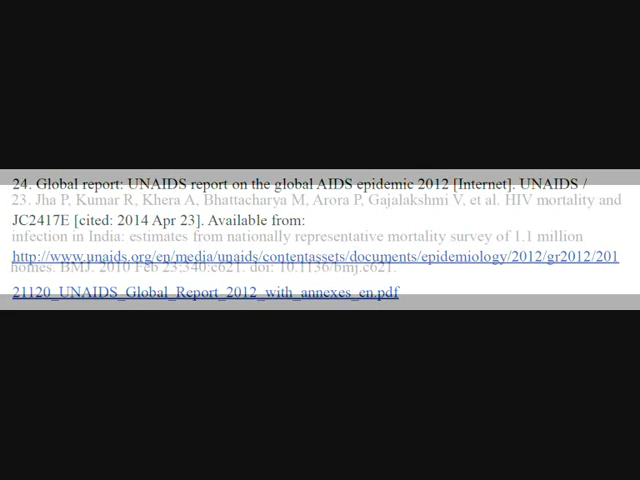 24. Global report: UNAIDS report on the global AIDS epidemic 2012 [Internet]. UNAIDS /
23. Jha P, Kumar R, Khera A, Bhattacharya M, Arora P, Gajalakshmi V, et al. HIV mortality and
JC2417E [cited: 2014 Apr 23]. Available from:
infection in India: estimates from nationally representative mortality survey of 1.1 million
http://www.unaids.org/en/media/unaids/contentassets/documents/epidemiology/2012/gr2012/201
homes. BMJ. 2010 Feb 23;340:c621. doi: 10.1136/bmj.c621.
21120_UNAIDS_Global_Report_2012_with_annexes_en.pdf